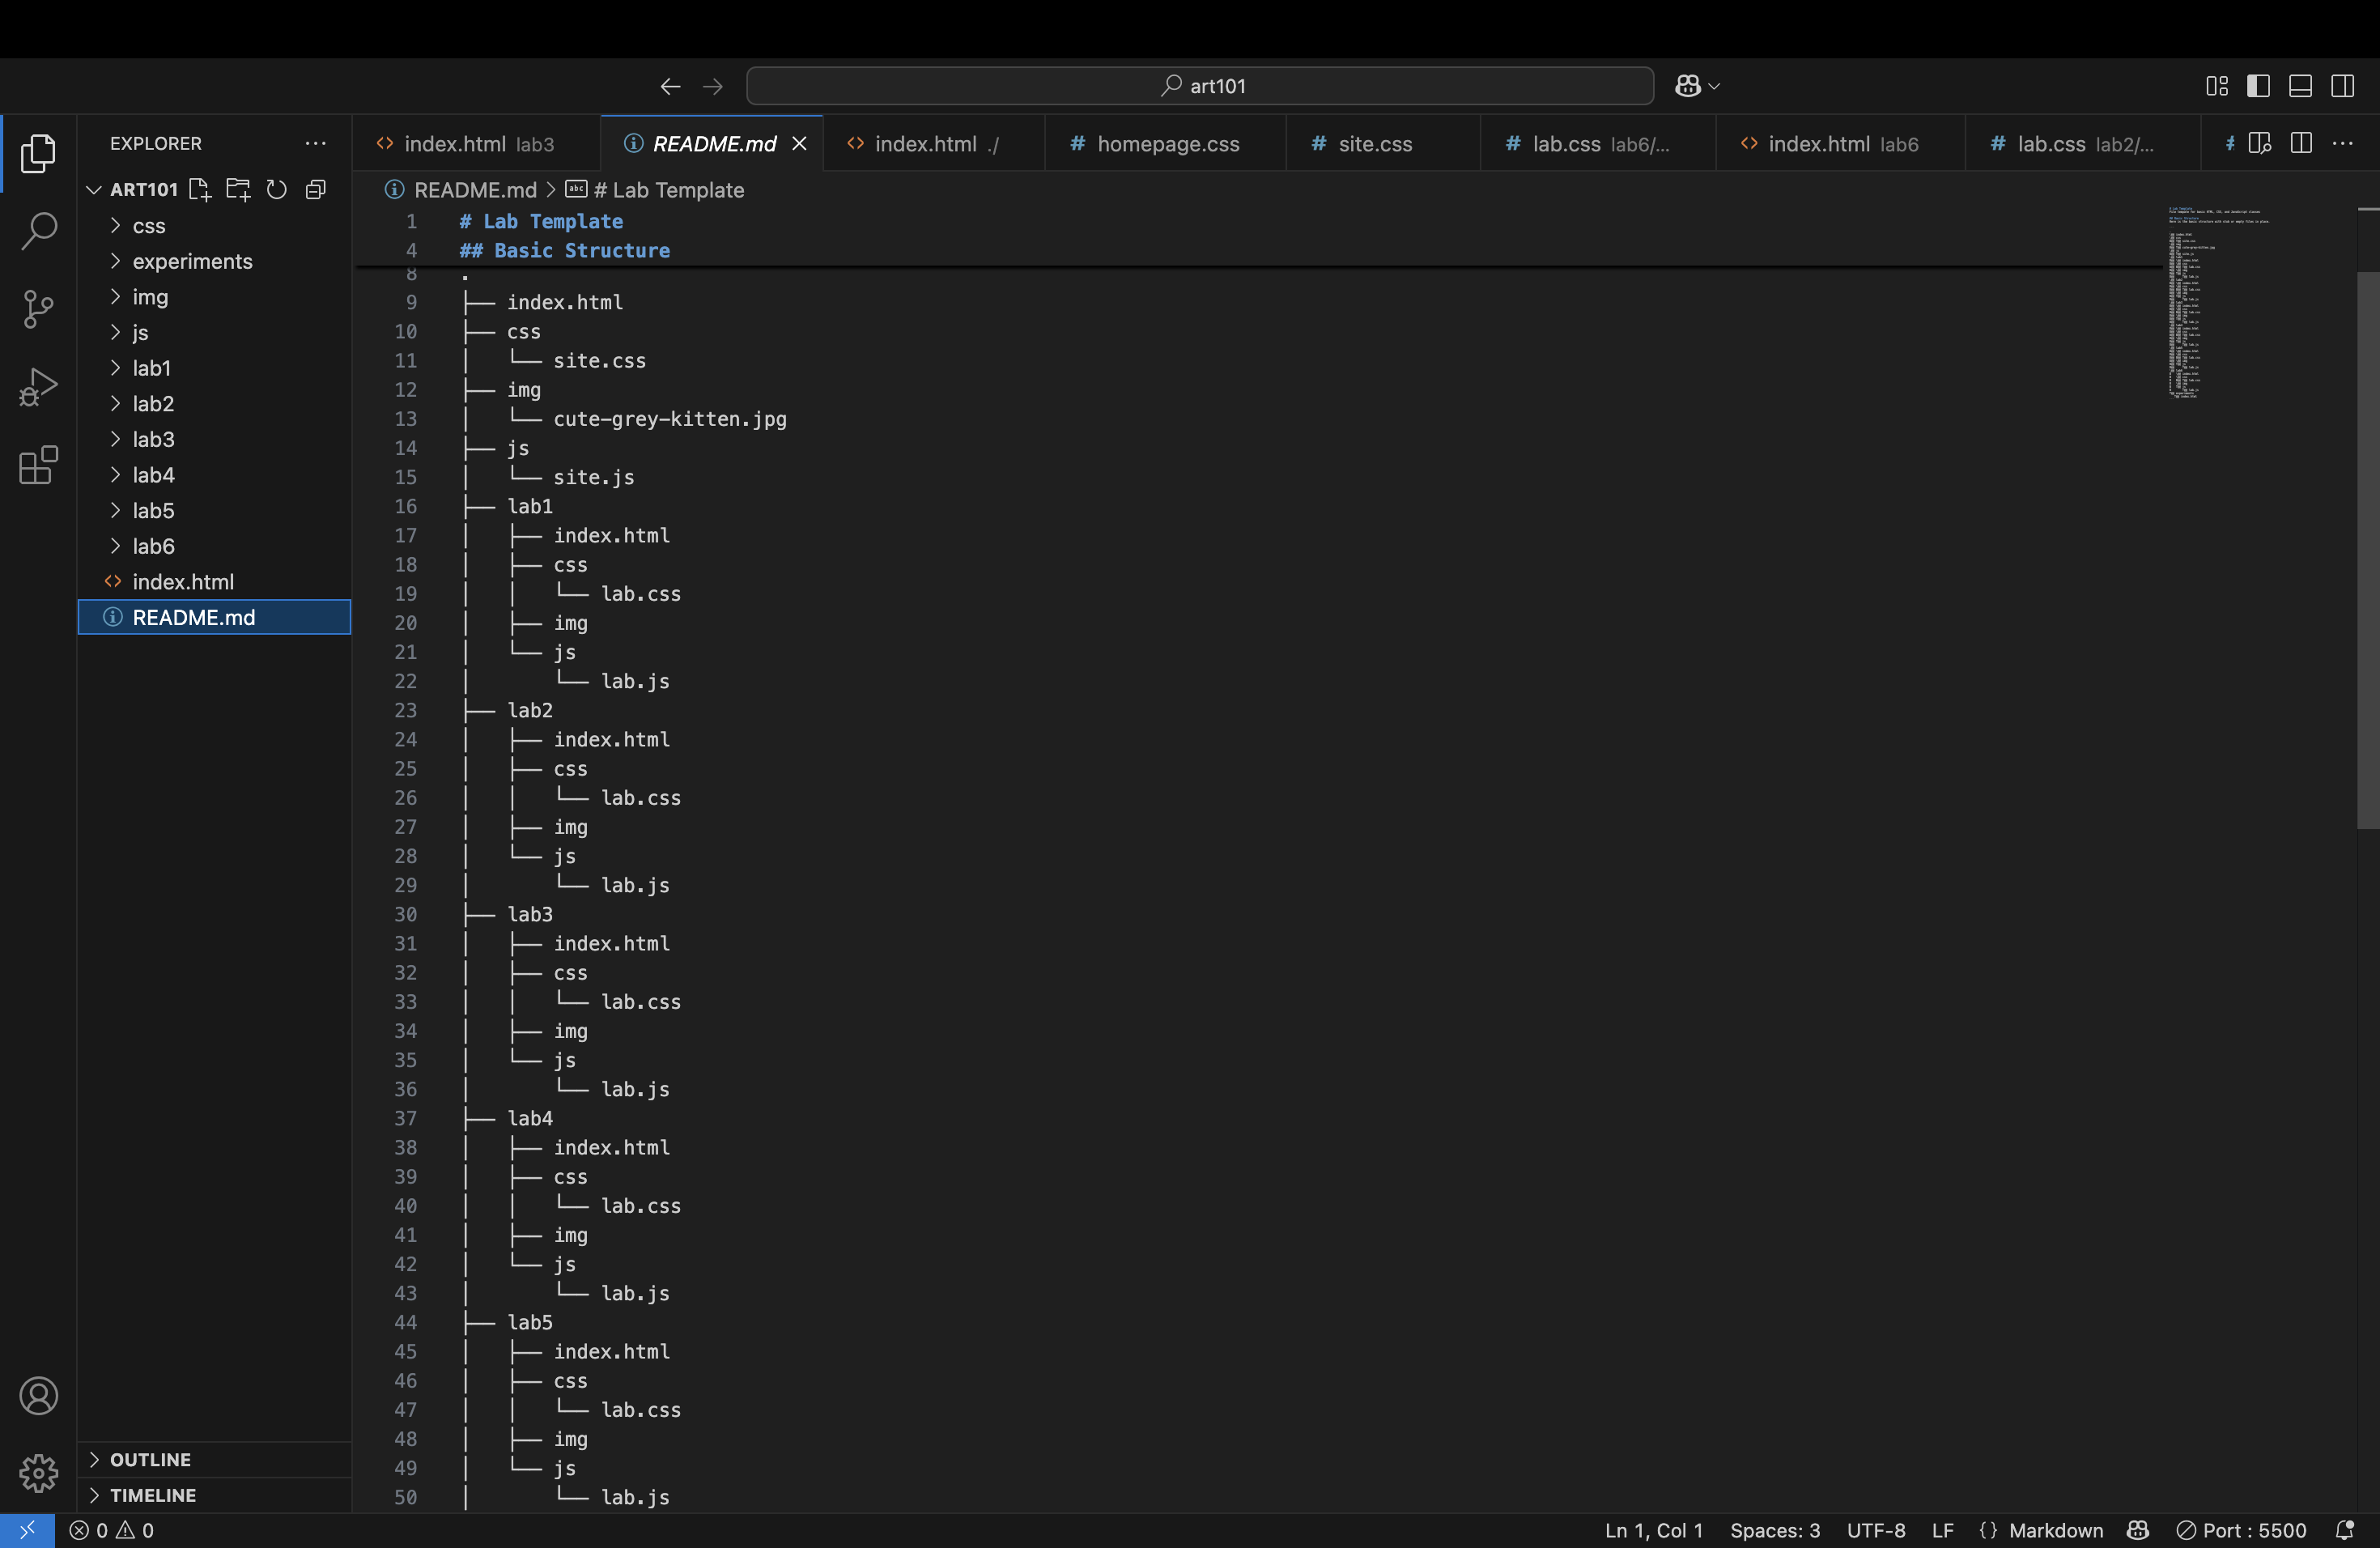 art101
EXPLORER
ART101
css
experiments
img
js
lab1
lab2
lab3
lab4
lab5
lab6
index.html
README.md
OUTLINE
TIMELINE
index.html lab3
README.md
index.html ./
homepage.css
site.css
lab.css lab6/...
index.html lab6
lab.css lab2/...
README.md > # Lab Template
1 # Lab Template
4 ## Basic Structure
8 .
9 ├── index.html
10 ├── css
11 │   └── site.css
12 ├── img
13 │   └── cute-grey-kitten.jpg
14 ├── js
15 │   └── site.js
16 ├── lab1
17 │   ├── index.html
18 │   ├── css
19 │   │   └── lab.css
20 │   ├── img
21 │   └── js
22 │       └── lab.js
23 ├── lab2
24 │   ├── index.html
25 │   ├── css
26 │   │   └── lab.css
27 │   ├── img
28 │   └── js
29 │       └── lab.js
30 ├── lab3
31 │   ├── index.html
32 │   ├── css
33 │   │   └── lab.css
34 │   ├── img
35 │   └── js
36 │       └── lab.js
37 ├── lab4
38 │   ├── index.html
39 │   ├── css
40 │   │   └── lab.css
41 │   ├── img
42 │   └── js
43 │       └── lab.js
44 ├── lab5
45 │   ├── index.html
46 │   ├── css
47 │   │   └── lab.css
48 │   ├── img
49 │   └── js
50 │       └── lab.js
0 0
Ln 1, Col 1 Spaces: 3 UTF-8 LF {} Markdown Port : 5500